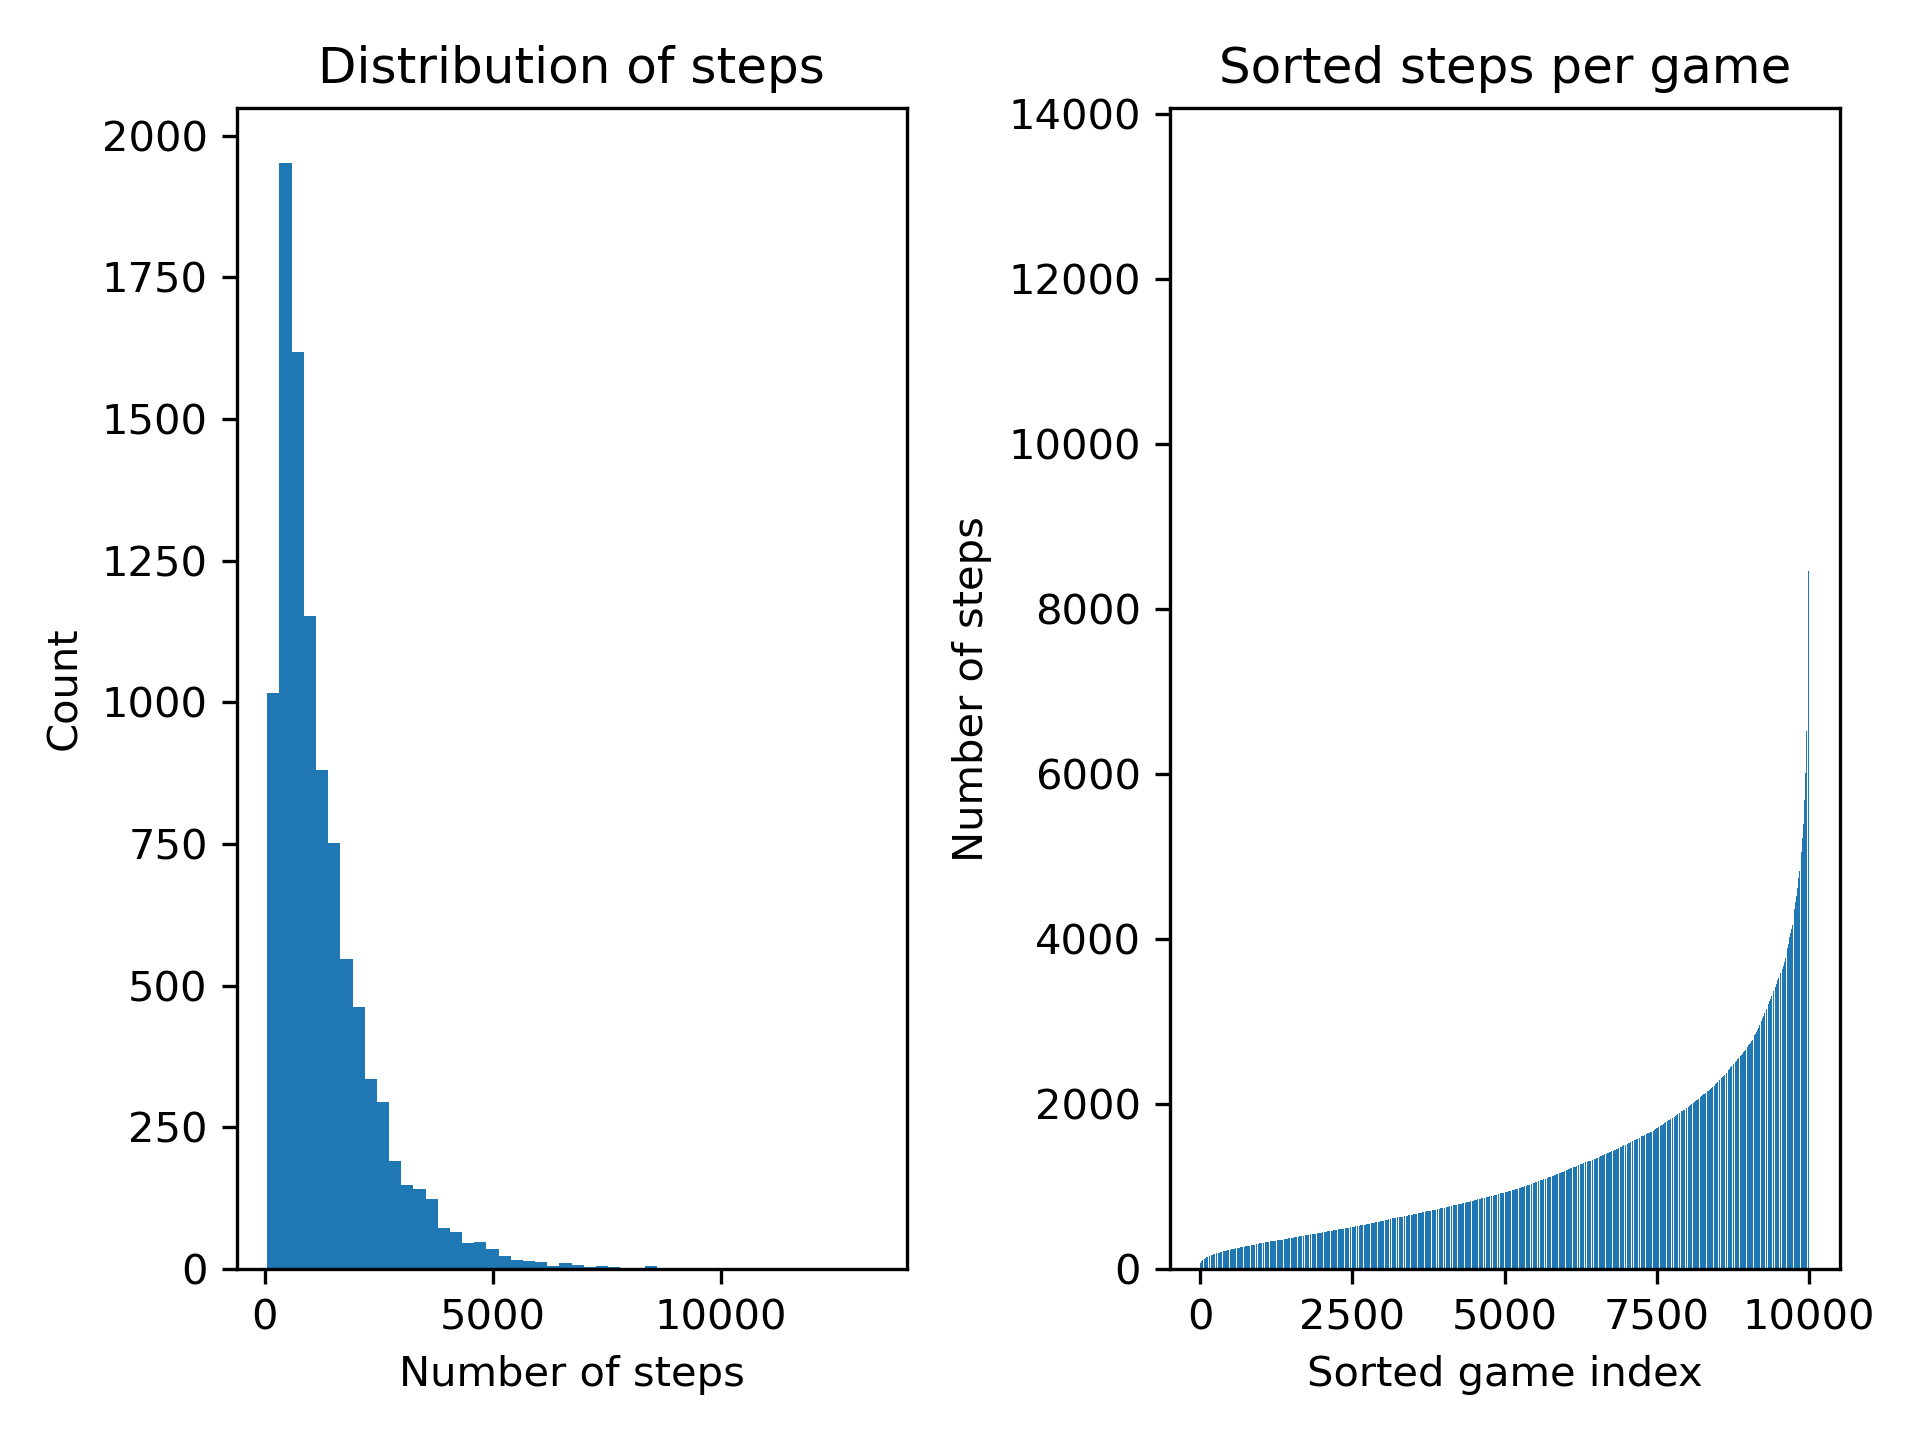 Distribution of steps
2000
1750
1500
1250
1000
750
500
250
0
Count
0 5000 10000
Number of steps
Sorted steps per game
14000
12000
10000
8000
6000
4000
2000
0
Number of steps
0 2500 5000 7500 10000
Sorted game index